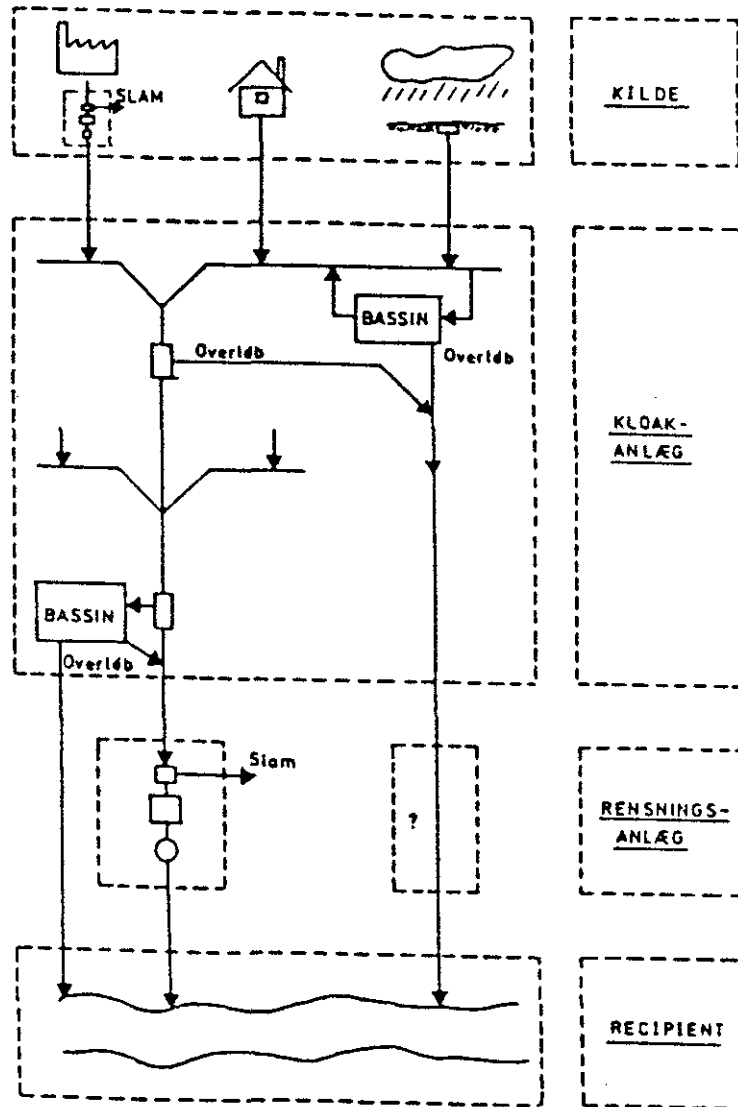 SLAM
KILDE
BASSIN
Overløb
Overløb
KLOAK-
ANLÆG
BASSIN
Overløb
Slam
?
RENSNINGS-
ANLÆG
RECIPIENT